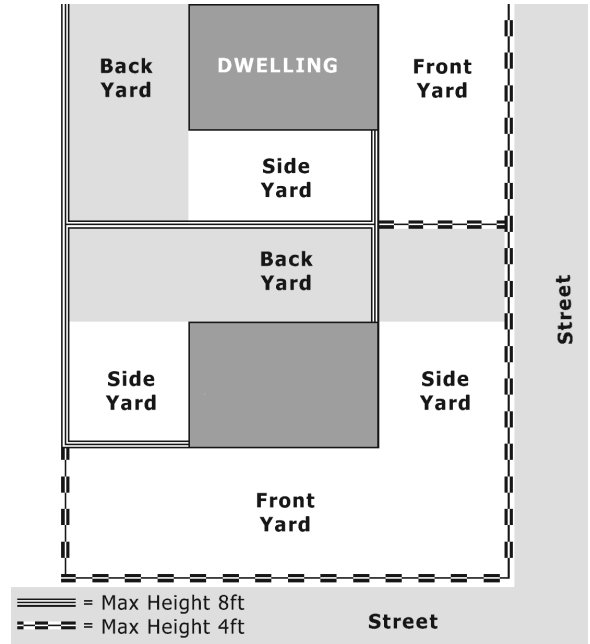 Back
Yard
DWELLING
Front
Yard
Side
Yard
Back
Yard
Street
Side
Yard
Side
Yard
Front
Yard
= Max Height 8ft
= Max Height 4ft
Street